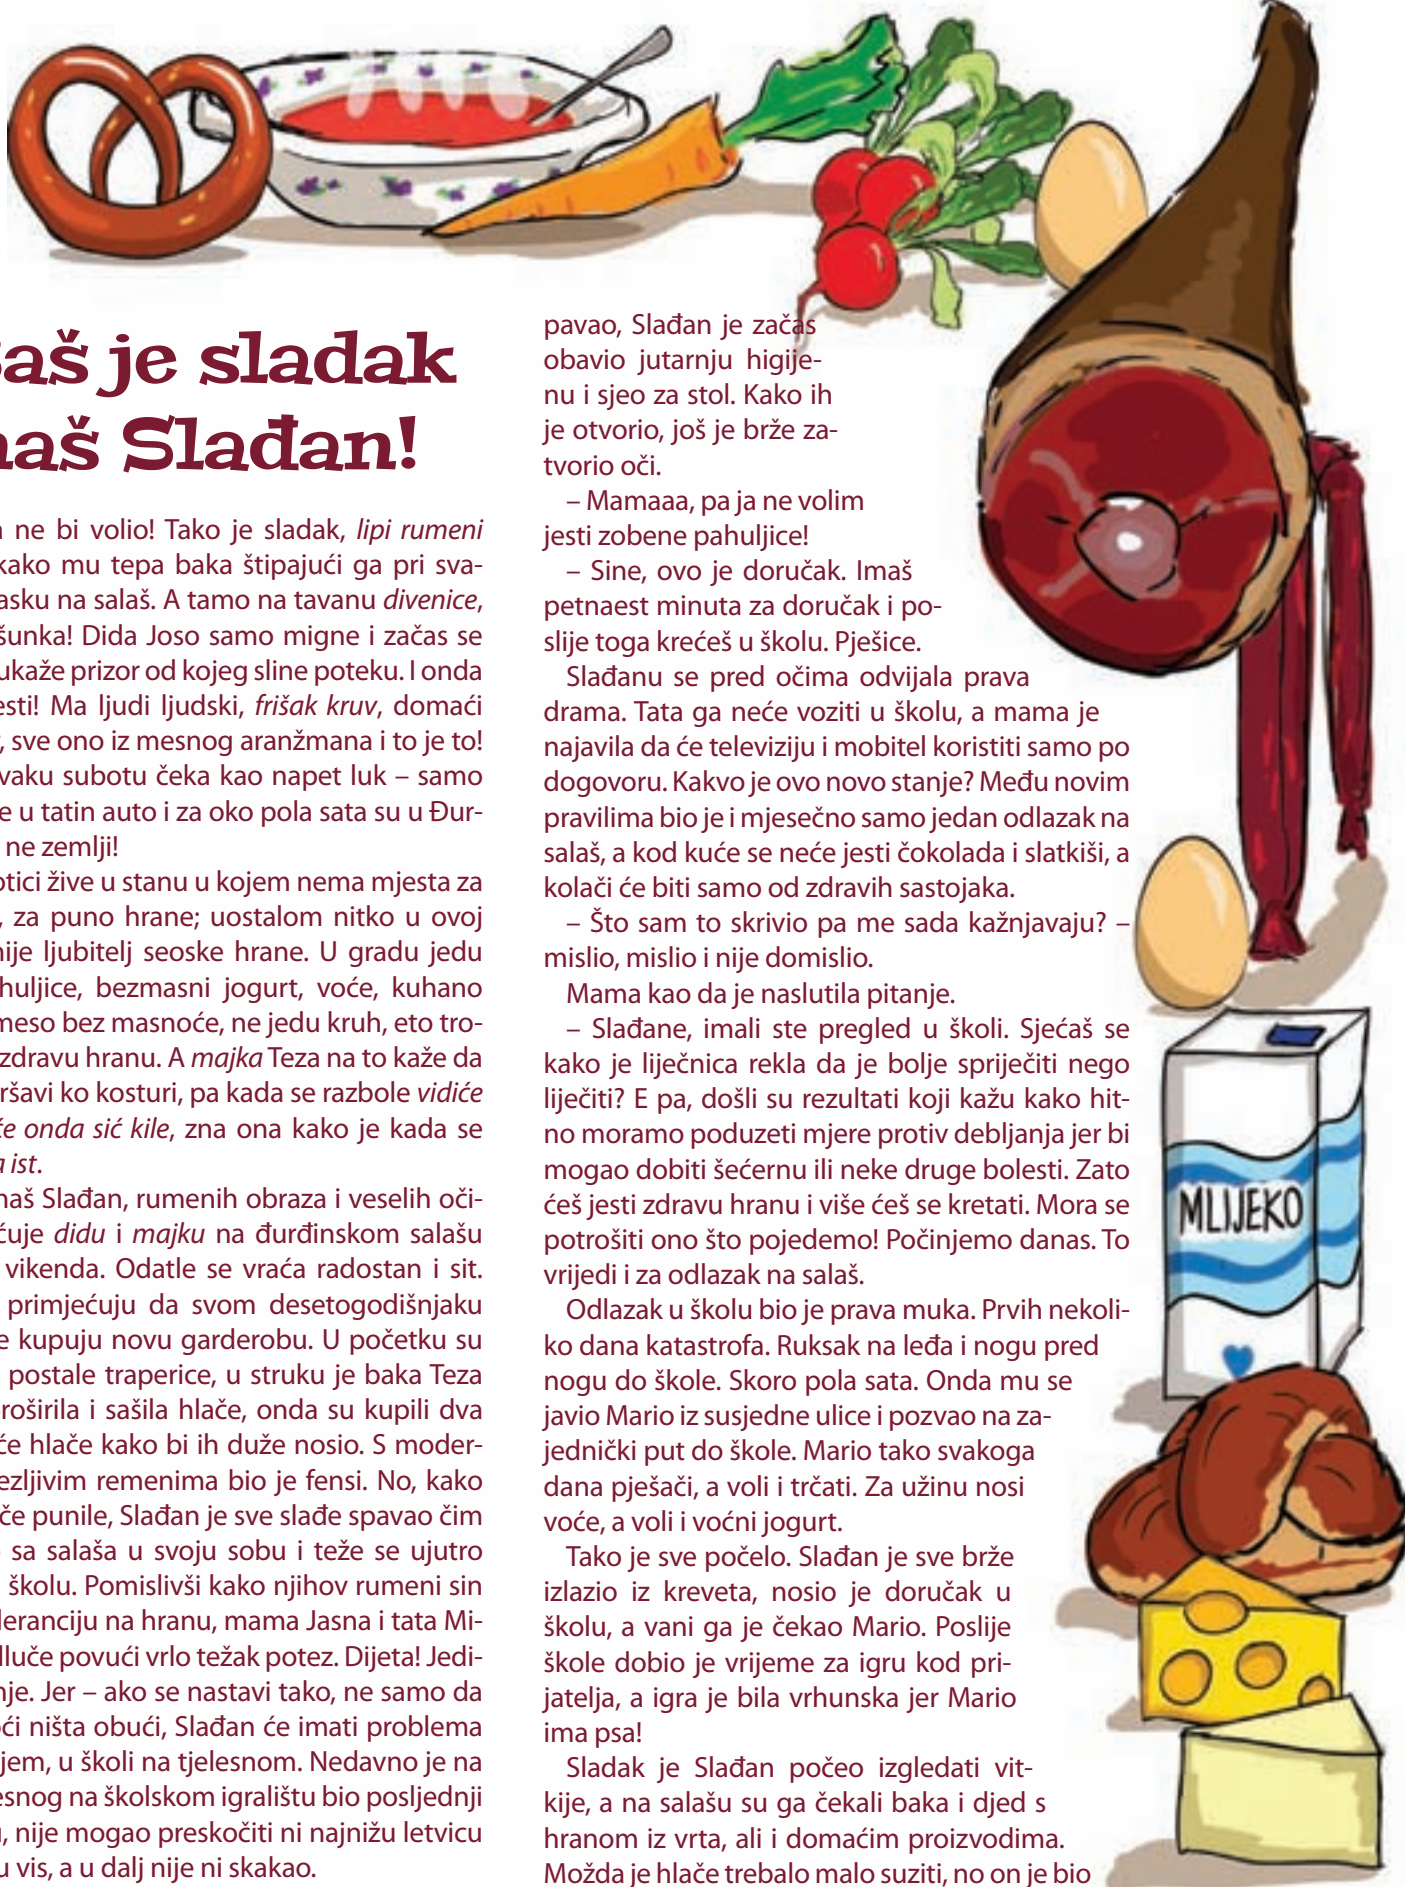 Baš je sladak
naš Slađan!
ne bi volio! Tako je sladak, lipi rumeni
kako mu tepa baka štipajući ga pri sva-
asku na salaš. A tamo na tavanu divenice,
šunka! Dida Joso samo migne i začas se
ukaže prizor od kojeg sline poteku. I onda
esti! Ma ljudi ljudski, frišak kruv, domaći
, sve ono iz mesnog aranžmana i to je to!
vaku subotu čeka kao napet luk – samo
e u tatin auto i za oko pola sata su u Đur-
ne zemlji!
otici žive u stanu u kojem nema mjesta za
, za puno hrane; uostalom nitko u ovoj
nije ljubitelj seoske hrane. U gradu jedu
huljice, bezmasni jogurt, voće, kuhano
meso bez masnoće, ne jedu kruh, eto tro-
zdravu hranu. A majka Teza na to kaže da
ršavi ko kosturi, pa kada se razbole vidiće
će onda sić kile, zna ona kako je kada se
a ist.
naš Slađan, rumenih obraza i veselih oči-
ćuje didu i majku na đurđinskom salašu
vikenda. Odatle se vraća radostan i sit.
primjećuju da svom desetogodišnjaku
e kupuju novu garderobu. U početku su
postale traperice, u struku je baka Teza
proširila i sašila hlače, onda su kupili dva
će hlače kako bi ih duže nosio. S moder-
ezljivim remenima bio je fensi. No, kako
če punile, Slađan je sve slađe spavao čim
sa salaša u svoju sobu i teže se ujutro
školu. Pomislivši kako njihov rumeni sin
leranciju na hranu, mama Jasna i tata Mi-
lluče povući vrlo težak potez. Dijeta! Jedi-
nje. Jer – ako se nastavi tako, ne samo da
oći ništa obući, Slađan će imati problema
jem, u školi na tjelesnom. Nedavno je na
esnog na školskom igralištu bio posljednji
, nije mogao preskočiti ni najnižu letvicu
u vis, a u dalj nije ni skakao.
pavao, Slađan je začas
obavio jutarnju higije-
nu i sjeo za stol. Kako ih
je otvorio, još je brže za-
tvorio oči.
– Mamaaa, pa ja ne volim
jesti zobene pahuljice!
– Sine, ovo je doručak. Imaš
petnaest minuta za doručak i po-
slije toga krećeš u školu. Pješice.
Slađanu se pred očima odvijala prava
drama. Tata ga neće voziti u školu, a mama je
najavila da će televiziju i mobitel koristiti samo po
dogovoru. Kakvo je ovo novo stanje? Među novim
pravilima bio je i mjesečno samo jedan odlazak na
salaš, a kod kuće se neće jesti čokolada i slatkiši, a
kolači će biti samo od zdravih sastojaka.
– Što sam to skrivio pa me sada kažnjavaju? –
mislio, mislio i nije domislio.
Mama kao da je naslutila pitanje.
– Slađane, imali ste pregled u školi. Sjećaš se
kako je liječnica rekla da je bolje spriječiti nego
liječiti? E pa, došli su rezultati koji kažu kako hit-
no moramo poduzeti mjere protiv debljanja jer bi
mogao dobiti šećernu ili neke druge bolesti. Zato
ćeš jesti zdravu hranu i više ćeš se kretati. Mora se
potrošiti ono što pojedemo! Počinjemo danas. To
vrijedi i za odlazak na salaš.
Odlazak u školu bio je prava muka. Prvih nekoli-
ko dana katastrofa. Ruksak na leđa i nogu pred
nogu do škole. Skoro pola sata. Onda mu se
javio Mario iz susjedne ulice i pozvao na za-
jednički put do škole. Mario tako svakoga
dana pješači, a voli i trčati. Za užinu nosi
voće, a voli i voćni jogurt.
Tako je sve počelo. Slađan je sve brže
izlazio iz kreveta, nosio je doručak u
školu, a vani ga je čekao Mario. Poslije
škole dobio je vrijeme za igru kod pri-
jatelja, a igra je bila vrhunska jer Mario
ima psa!
Sladak je Slađan počeo izgledati vit-
kije, a na salašu su ga čekali baka i djed s
hranom iz vrta, ali i domaćim proizvodima.
Možda je hlače trebalo malo suziti, no on je bio
MLIJEKO